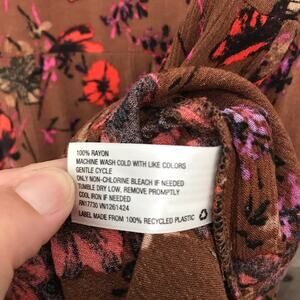 100% RAYON
MACHINE WASH COLD WITH LIKE COLORS
GENTLE CYCLE
ONLY NON-CHLORINE BLEACH IF NEEDED
TUMBLE DRY LOW, REMOVE PROMPTLY
COOL IRON IF NEEDED
RN17730 VN1261424
LABEL MADE FROM 100% RECYCLED PLASTIC